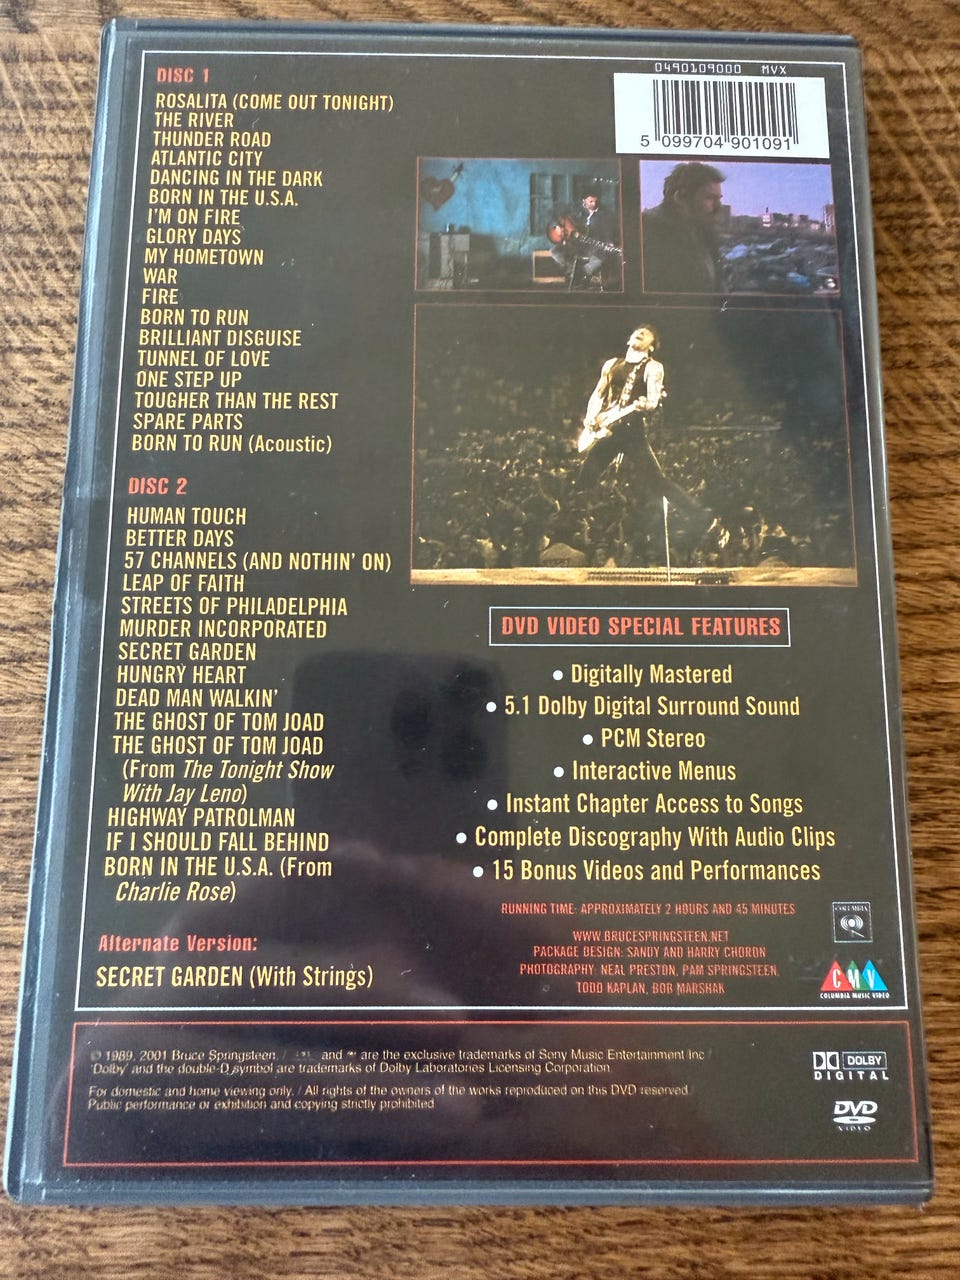 DISC 1
ROSALITA (COME OUT TONIGHT)
THE RIVER
THUNDER ROAD
ATLANTIC CITY
DANCING IN THE DARK
BORN IN THE U.S.A.
I'M ON FIRE
GLORY DAYS
MY HOMETOWN
WAR
FIRE
BORN TO RUN
BRILLIANT DISGUISE
TUNNEL OF LOVE
ONE STEP UP
TOUGHER THAN THE REST
SPARE PARTS
BORN TO RUN (Acoustic)
DISC 2
HUMAN TOUCH
BETTER DAYS
57 CHANNELS (AND NOTHIN' ON)
LEAP OF FAITH
STREETS OF PHILADELPHIA
MURDER INCORPORATED
SECRET GARDEN
HUNGRY HEART
DEAD MAN WALKIN'
THE GHOST OF TOM JOAD
THE GHOST OF TOM JOAD
(From The Tonight Show
With Jay Leno)
HIGHWAY PATROLMAN
IF I SHOULD FALL BEHIND
BORN IN THE U.S.A. (From
Charlie Rose)
Alternate Version:
SECRET GARDEN (With Strings)
0490109000 MVX
5 099704 901091
DVD VIDEO SPECIAL FEATURES
• Digitally Mastered
• 5.1 Dolby Digital Surround Sound
• PCM Stereo
• Interactive Menus
• Instant Chapter Access to Songs
• Complete Discography With Audio Clips
• 15 Bonus Videos and Performances
RUNNING TIME: APPROXIMATELY 2 HOURS AND 45 MINUTES
WWW.BRUCESPRINGSTEEN.NET
PACKAGE DESIGN: SANDY AND HARRY CHORON
PHOTOGRAPHY: NEAL PRESTON, PAM SPRINGSTEEN,
TODD KAPLAN, BOB MARSHAK
COLUMBIA
CMV
COLUMBIA MUSIC VIDEO
© 1989, 2001 Bruce Springsteen. / and are the exclusive trademarks of Sony Music Entertainment Inc /
'Dolby' and the double-D symbol are trademarks of Dolby Laboratories Licensing Corporation
For domestic and home viewing only. / All rights of the owners of the works reproduced on this DVD reserved /
Public performance or exhibition and copying strictly prohibited
DOLBY
DIGITAL
DVD
VIDEO